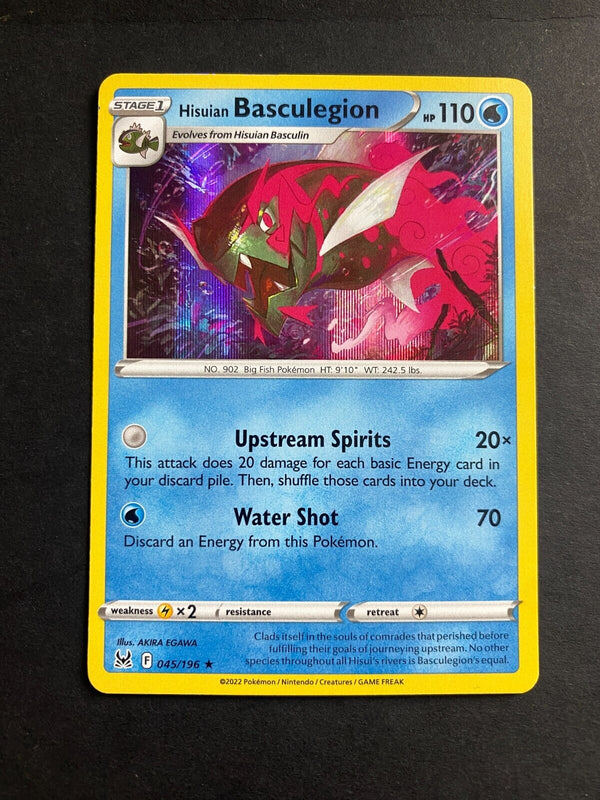 STAGE 1
Hisuian Basculegion HP 110
Evolves from Hisuian Basculin
NO. 902 Big Fish Pokémon HT: 9'10" WT: 242.5 lbs.
Upstream Spirits 20×
This attack does 20 damage for each basic Energy card in
your discard pile. Then, shuffle those cards into your deck.
Water Shot 70
Discard an Energy from this Pokémon.
weakness ×2 resistance retreat
Illus. AKIRA EGAWA
F 045/196 ★
Clads itself in the souls of comrades that perished before
fulfilling their goals of journeying upstream. No other
species throughout all Hisui's rivers is Basculegion's equal.
©2022 Pokémon / Nintendo / Creatures / GAME FREAK